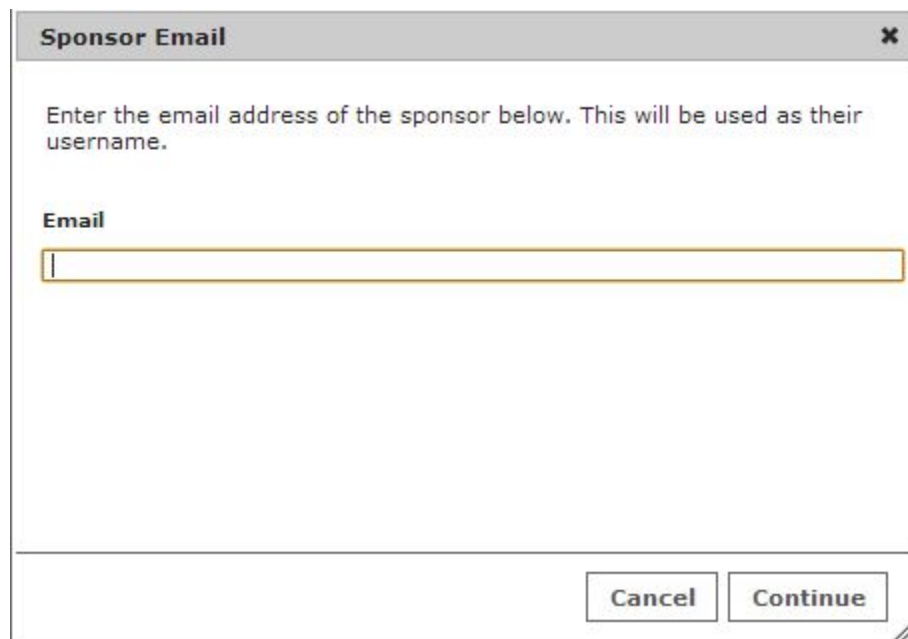 Sponsor Email
Enter the email address of the sponsor below. This will be used as their
username.
Email
Cancel
Continue